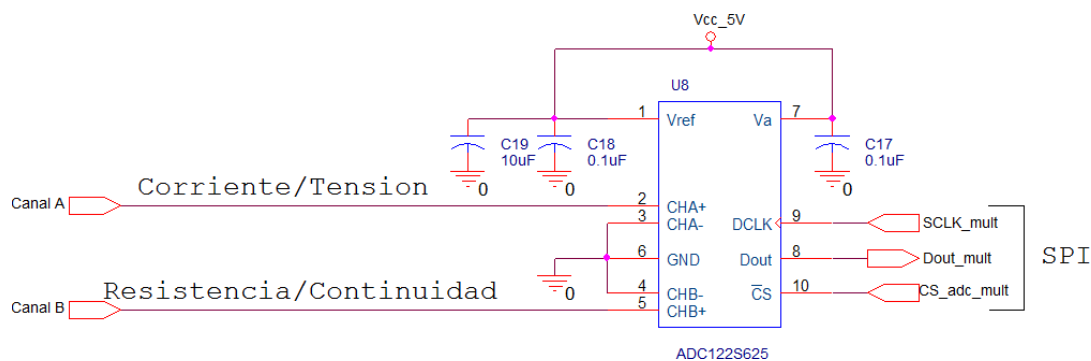 Vcc_5V
U8
1
Vref
Va
7
C19
10uF
C18
0.1uF
C17
0.1uF
0
0
0
Corriente/Tension
Canal A
2
CHA+
3
CHA-
DCLK
9
SCLK_mult
6
GND
Dout
8
Dout_mult
SPI
0
Resistencia/Continuidad
4
CHB-
CS
10
CS_adc_mult
Canal B
5
CHB+
ADC122S625